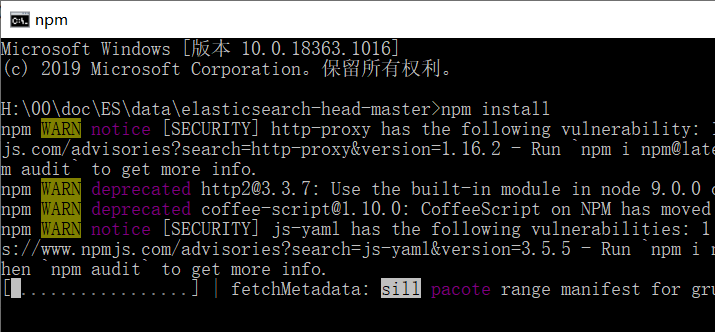 npm
Microsoft Windows [版本 10.0.18363.1016]
(c) 2019 Microsoft Corporation。保留所有权利。
H:\00\doc\ES\data\elasticsearch-head-master>npm install
npm WARN notice [SECURITY] http-proxy has the following vulnerability:
js.com/advisories?search=http-proxy&version=1.16.2 - Run `npm i npm@late
m audit` to get more info.
npm WARN deprecated http2@3.3.7: Use the built-in module in node 9.0.0
npm WARN deprecated coffee-script@1.10.0: CoffeeScript on NPM has moved
npm WARN notice [SECURITY] js-yaml has the following vulnerabilities: 1
s://www.npmjs.com/advisories?search=js-yaml&version=3.5.5 - Run `npm i
hen `npm audit` to get more info.
[ ................] | fetchMetadata: sill pacote range manifest for gru